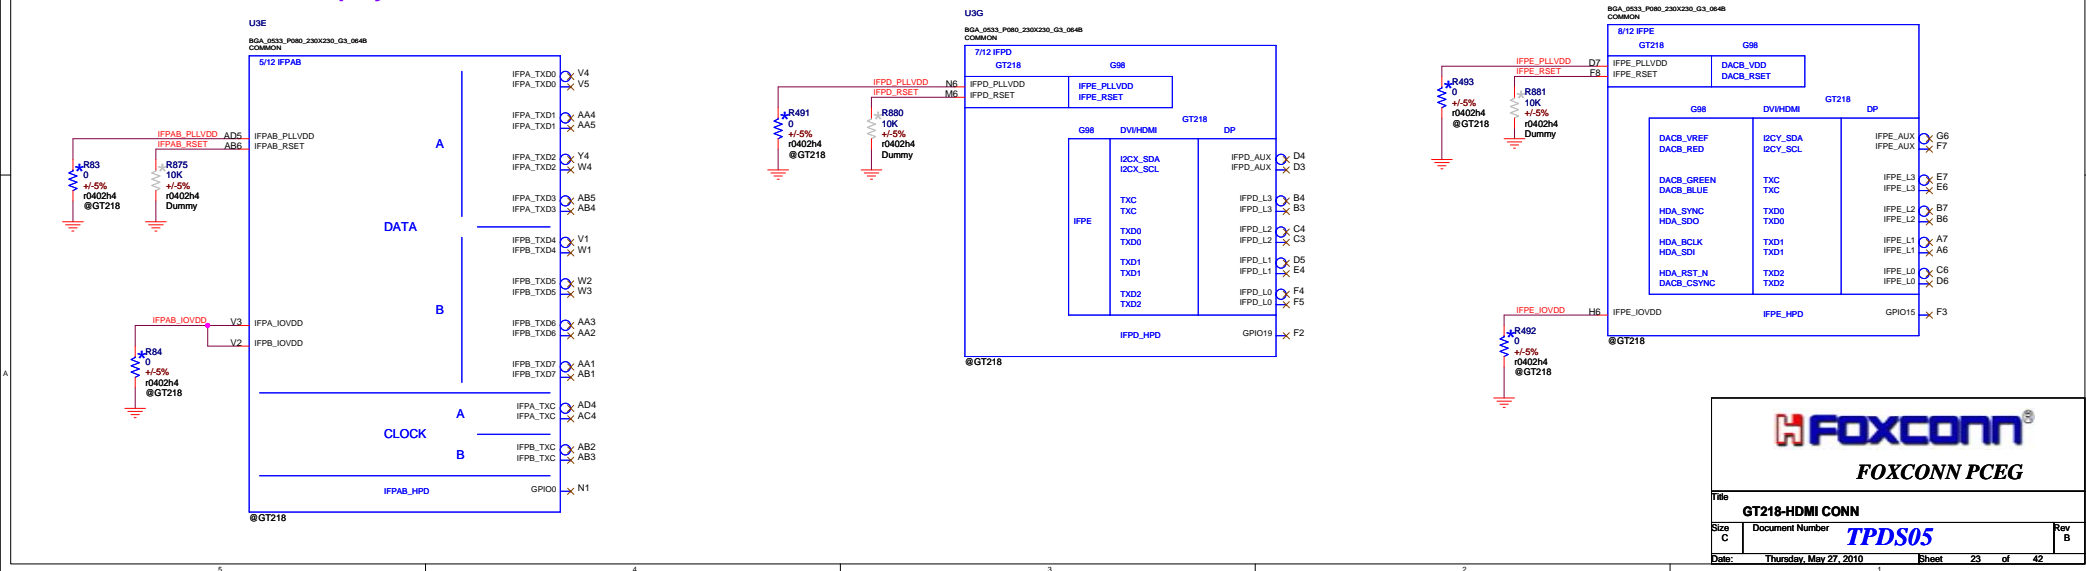 U3E
BGA_0533_P080_230X230_G3_064B
COMMON
5/12 IFPAB
IFPAB_PLLVDD AD5 IFPAB_PLLVDD
IFPAB_RSET AB6 IFPAB_RSET
R83
0
+/-5%
r0402h4
@GT218
R875
10K
+/-5%
r0402h4
Dummy
IFPAB_IOVDD V3 IFPA_IOVDD
V2 IFPB_IOVDD
R84
0
+/-5%
r0402h4
@GT218
A
DATA
B
A
CLOCK
B
IFPAB_HPD
IFPA_TXD0 V4
IFPA_TXD0 V5
IFPA_TXD1 AA4
IFPA_TXD1 AA5
IFPA_TXD2 Y4
IFPA_TXD2 W4
IFPA_TXD3 AB5
IFPA_TXD3 AB4
IFPB_TXD4 V1
IFPB_TXD4 W1
IFPB_TXD5 W2
IFPB_TXD5 W3
IFPB_TXD6 AA3
IFPB_TXD6 AA2
IFPB_TXD7 AA1
IFPB_TXD7 AB1
IFPA_TXC AD4
IFPA_TXC AC4
IFPB_TXC AB2
IFPB_TXC AB3
GPIO0 N1
@GT218
U3G
BGA_0533_P080_230X230_G3_064B
COMMON
7/12 IFPD
GT218 G98
IFPD_PLLVDD N6 IFPD_PLLVDD IFPE_PLLVDD
IFPD_RSET M6 IFPD_RSET IFPE_RSET
R491
0
+/-5%
r0402h4
@GT218
R880
10K
+/-5%
r0402h4
Dummy
GT218
G98 DVI/HDMI DP
I2CX_SDA IFPD_AUX D4
I2CX_SCL IFPD_AUX D3
TXC IFPD_L3 B4
TXC IFPD_L3 B3
IFPE
TXD0 IFPD_L2 C4
TXD0 IFPD_L2 C3
TXD1 IFPD_L1 D5
TXD1 IFPD_L1 E4
TXD2 IFPD_L0 F4
TXD2 IFPD_L0 F5
IFPD_HPD GPIO19 F2
@GT218
BGA_0533_P080_230X230_G3_064B
COMMON
8/12 IFPE
GT218 G98
IFPE_PLLVDD D7 IFPE_PLLVDD DACB_VDD
IFPE_RSET F8 IFPE_RSET DACB_RSET
R493
0
+/-5%
r0402h4
@GT218
R881
10K
+/-5%
r0402h4
Dummy
GT218
G98 DVI/HDMI DP
DACB_VREF I2CY_SDA IFPE_AUX G6
DACB_RED I2CY_SCL IFPE_AUX F7
DACB_GREEN TXC IFPE_L3 E7
DACB_BLUE TXC IFPE_L3 E6
HDA_SYNC TXD0 IFPE_L2 B7
HDA_SDO TXD0 IFPE_L2 B6
HDA_BCLK TXD1 IFPE_L1 A7
HDA_SDI TXD1 IFPE_L1 A6
HDA_RST_N TXD2 IFPE_L0 C6
DACB_CSYNC TXD2 IFPE_L0 D6
IFPE_IOVDD H6 IFPE_IOVDD IFPE_HPD GPIO15 F3
R492
0
+/-5%
r0402h4
@GT218
@GT218
FOXCONN®
FOXCONN PCEG
Title
GT218-HDMI CONN
Size Document Number Rev
C TPDS05 B
Date: Thursday, May 27, 2010 Sheet 23 of 42
A
5 4 3 2 1